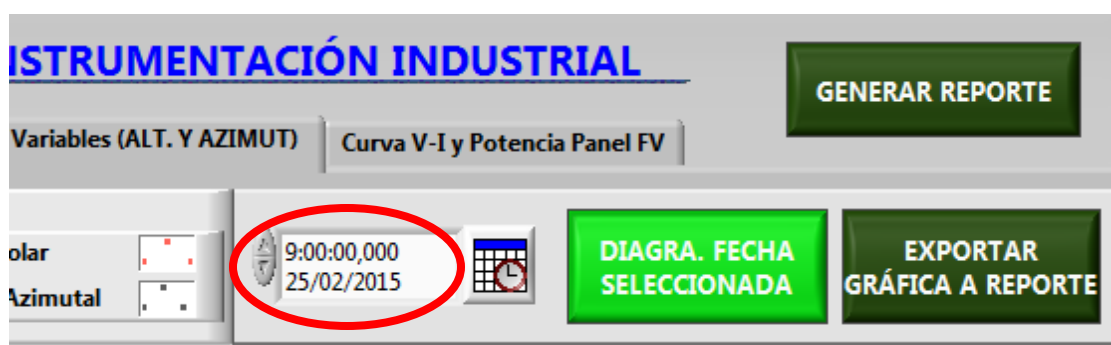 NSTRUMENTACIÓN INDUSTRIAL
GENERAR REPORTE
Variables (ALT. Y AZIMUT)
Curva V-I y Potencia Panel FV
olar
Azimutal
9:00:00,000
25/02/2015
DIAGRA. FECHA
SELECCIONADA
EXPORTAR
GRÁFICA A REPORTE